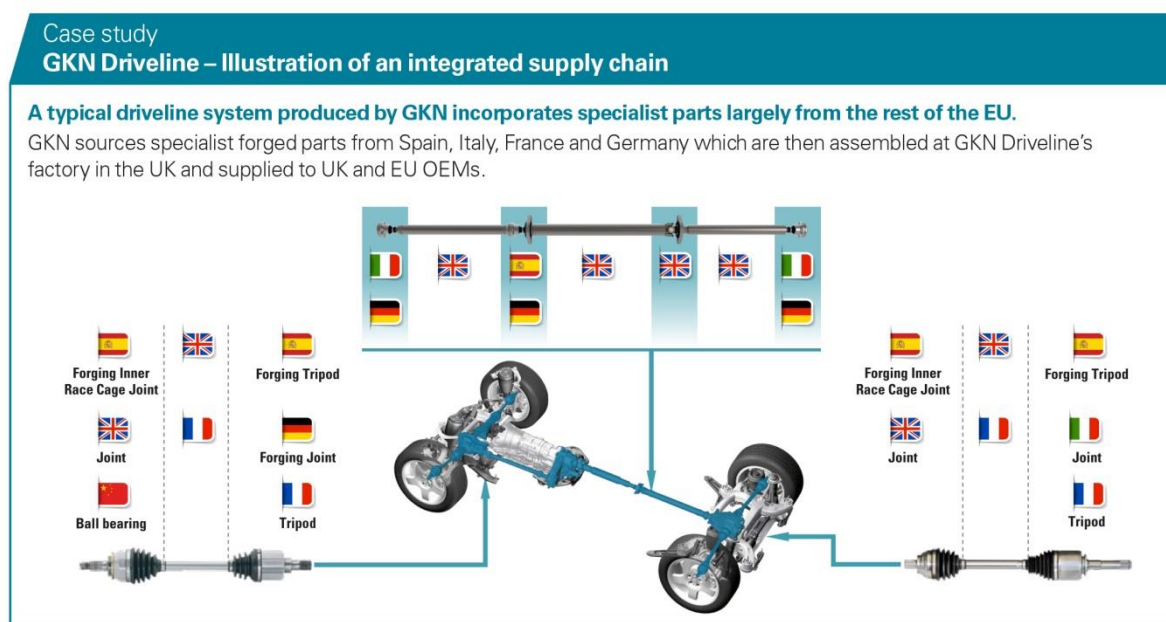 Case study
GKN Driveline – Illustration of an integrated supply chain
A typical driveline system produced by GKN incorporates specialist parts largely from the rest of the EU.
GKN sources specialist forged parts from Spain, Italy, France and Germany which are then assembled at GKN Driveline's
factory in the UK and supplied to UK and EU OEMs.
Forging Inner
Race Cage Joint
Forging Tripod
Joint
Forging Joint
Ball bearing
Tripod
Forging Inner
Race Cage Joint
Forging Tripod
Joint
Joint
Tripod